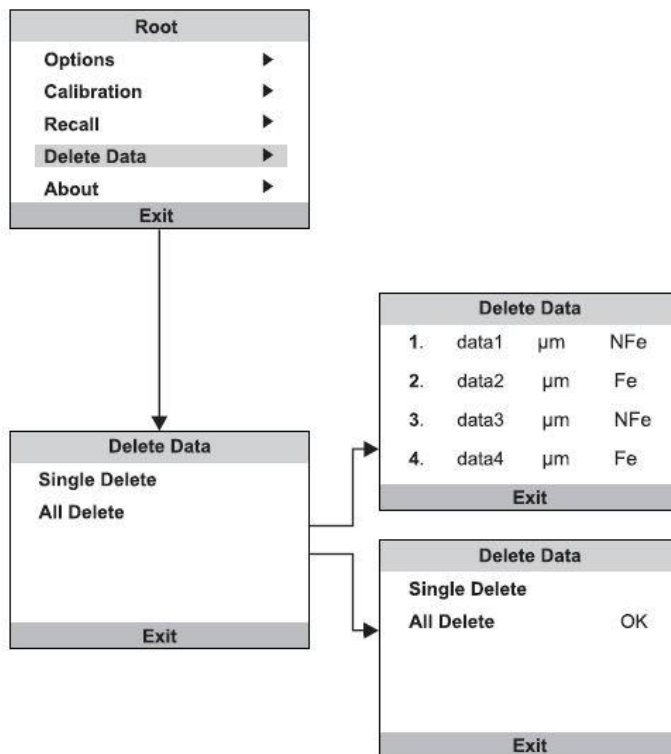 Root
Options
Calibration
Recall
Delete Data
About
Exit
Delete Data
1. data1 µm NFe
2. data2 µm Fe
3. data3 µm NFe
4. data4 µm Fe
Exit
Delete Data
Single Delete
All Delete
Exit
Delete Data
Single Delete
All Delete OK
Exit